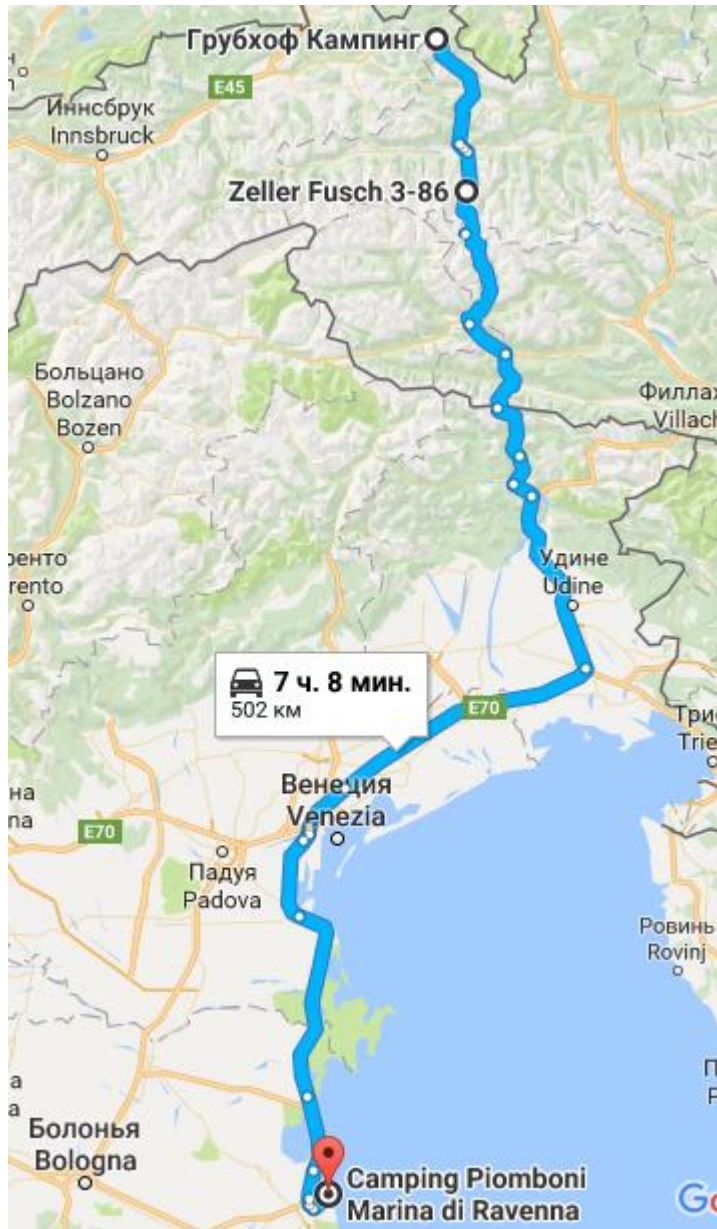 Грубхоф Кампинг
E45
Иннсбрук
Innsbruck
Zeller Fusch 3-86
Больцано
Bolzano
Bozen
Филлах
Villach
ренто
rento
Удине
Udine
7 ч. 8 мин.
502 км
E70
Три
Trie
Венеция
Venezia
на
na
E70
Падуя
Padova
Ровинь
Rovinj
П
P
а
a
Болонья
Bologna
Camping Piomboni
Marina di Ravenna
Go